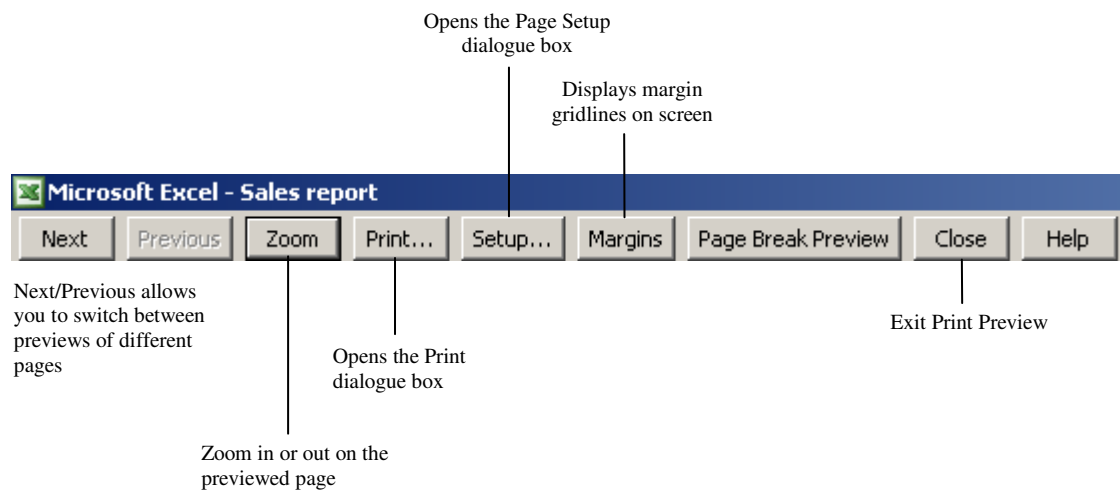 Opens the Page Setup
dialogue box
Displays margin
gridlines on screen
Microsoft Excel - Sales report
Next Previous Zoom Print... Setup... Margins Page Break Preview Close Help
Next/Previous allows
you to switch between
previews of different
pages
Exit Print Preview
Opens the Print
dialogue box
Zoom in or out on the
previewed page